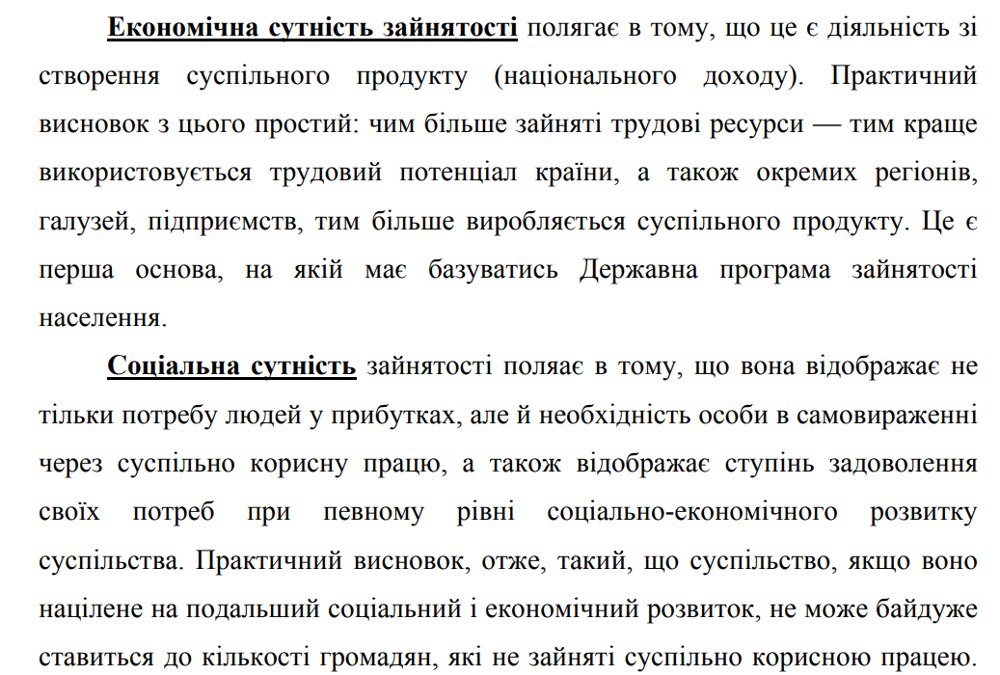 Економічна сутність зайнятості полягає в тому, що це є діяльність зі
створення суспільного продукту (національного доходу). Практичний
висновок з цього простий: чим більше зайняті трудові ресурси — тим краще
використовується трудовий потенціал країни, а також окремих регіонів,
галузей, підприємств, тим більше виробляється суспільного продукту. Це є
перша основа, на якій має базуватись Державна програма зайнятості
населення.
Соціальна сутність зайнятості поляає в тому, що вона відображає не
тільки потребу людей у прибутках, але й необхідність особи в самовираженні
через суспільно корисну працю, а також відображає ступінь задоволення
своїх потреб при певному рівні соціально-економічного розвитку
суспільства. Практичний висновок, отже, такий, що суспільство, якщо воно
націлене на подальший соціальний і економічний розвиток, не може байдуже
ставиться до кількості громадян, які не зайняті суспільно корисною працею.